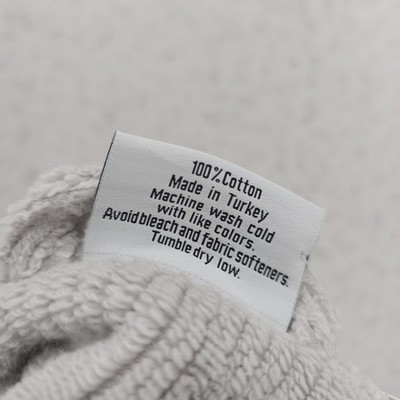 100% Cotton
Made in Turkey
Machine wash cold
with like colors.
Avoid bleach and fabric softeners.
Tumble dry low.